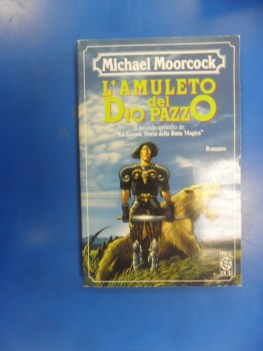 Michael Moorcock
L'AMULETO
del
DIO PAZZO
Il secondo episodio de:
"La Grande Storia della Runa Magica"
Romanzo